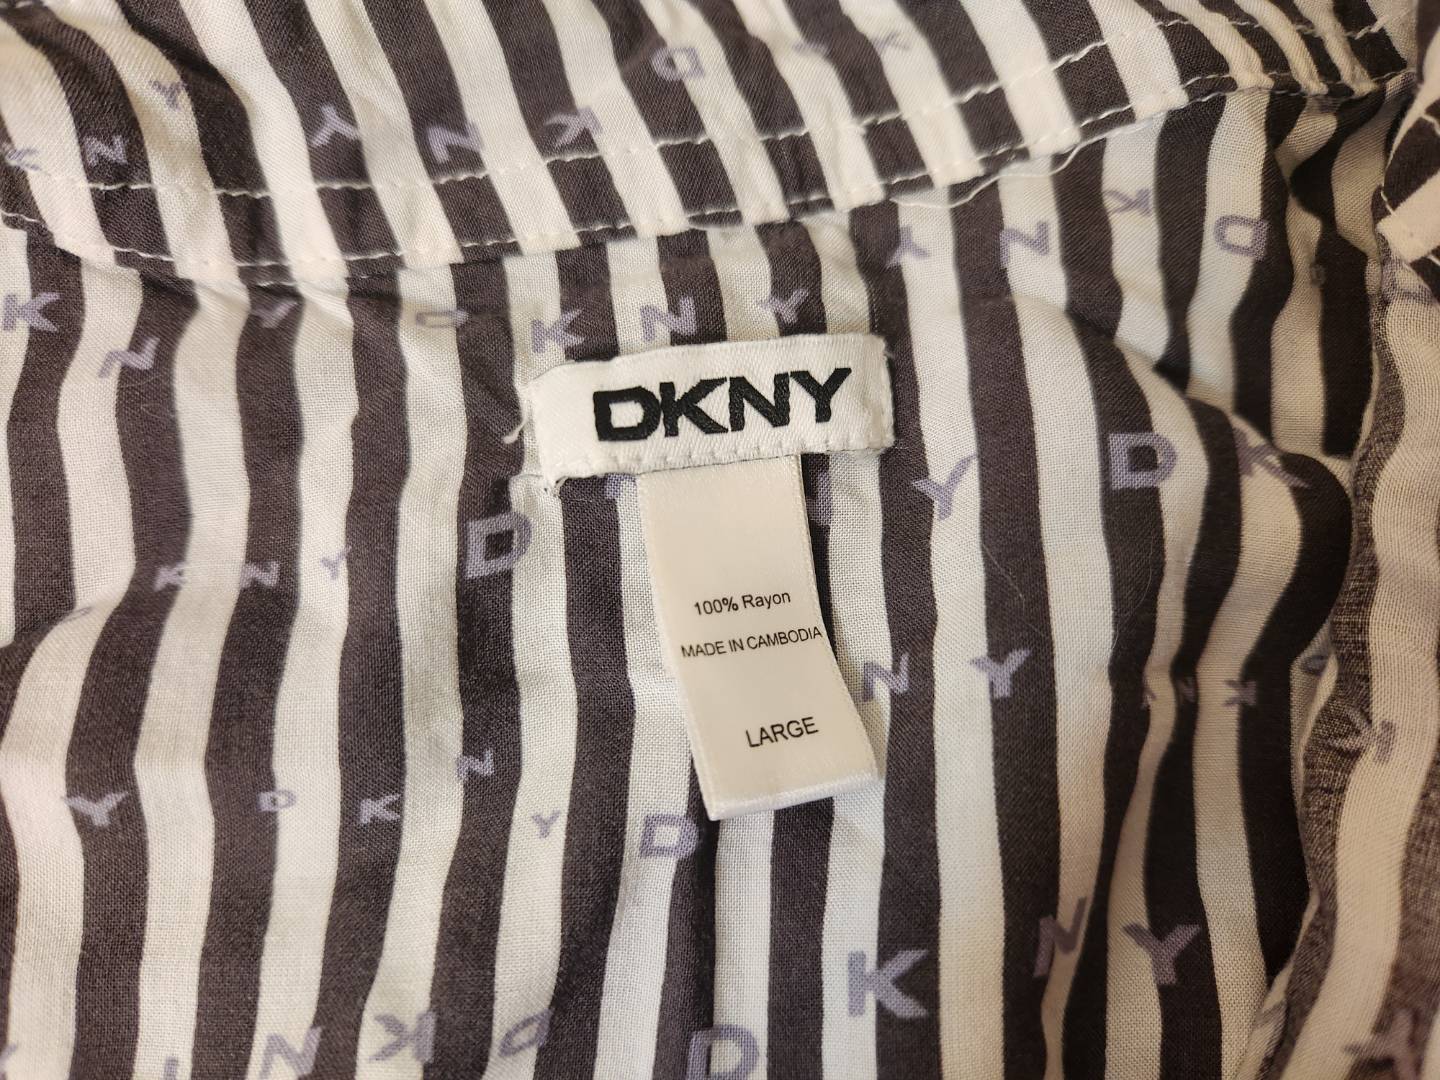 DKNY
100% Rayon
MADE IN CAMBODIA
LARGE